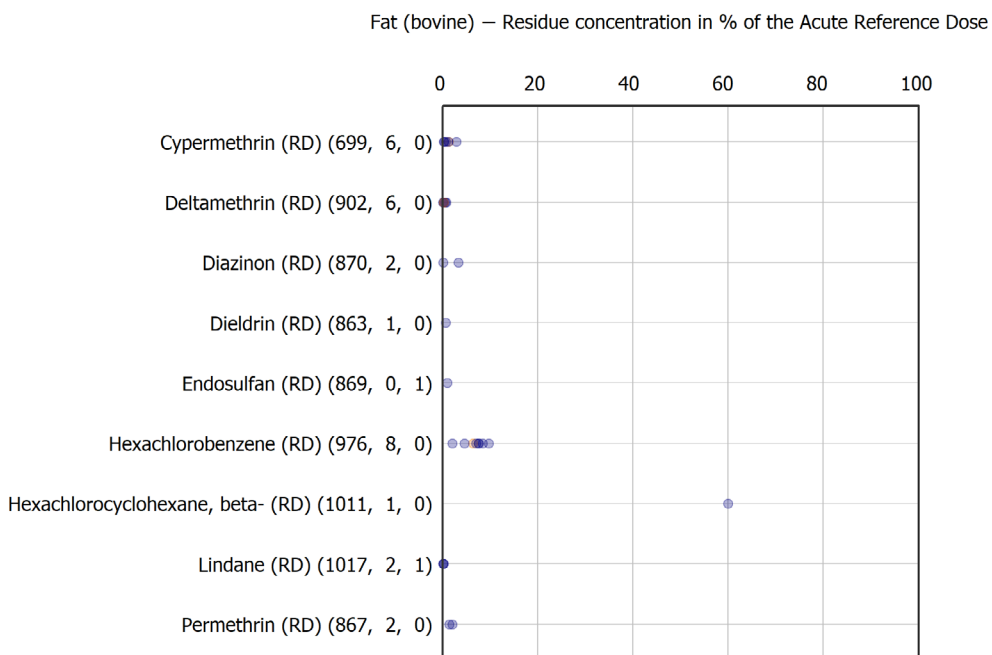 Fat (bovine) − Residue concentration in % of the Acute Reference Dose
0 20 40 60 80 100
Cypermethrin (RD) (699, 6, 0)
Deltamethrin (RD) (902, 6, 0)
Diazinon (RD) (870, 2, 0)
Dieldrin (RD) (863, 1, 0)
Endosulfan (RD) (869, 0, 1)
Hexachlorobenzene (RD) (976, 8, 0)
Hexachlorocyclohexane, beta- (RD) (1011, 1, 0)
Lindane (RD) (1017, 2, 1)
Permethrin (RD) (867, 2, 0)